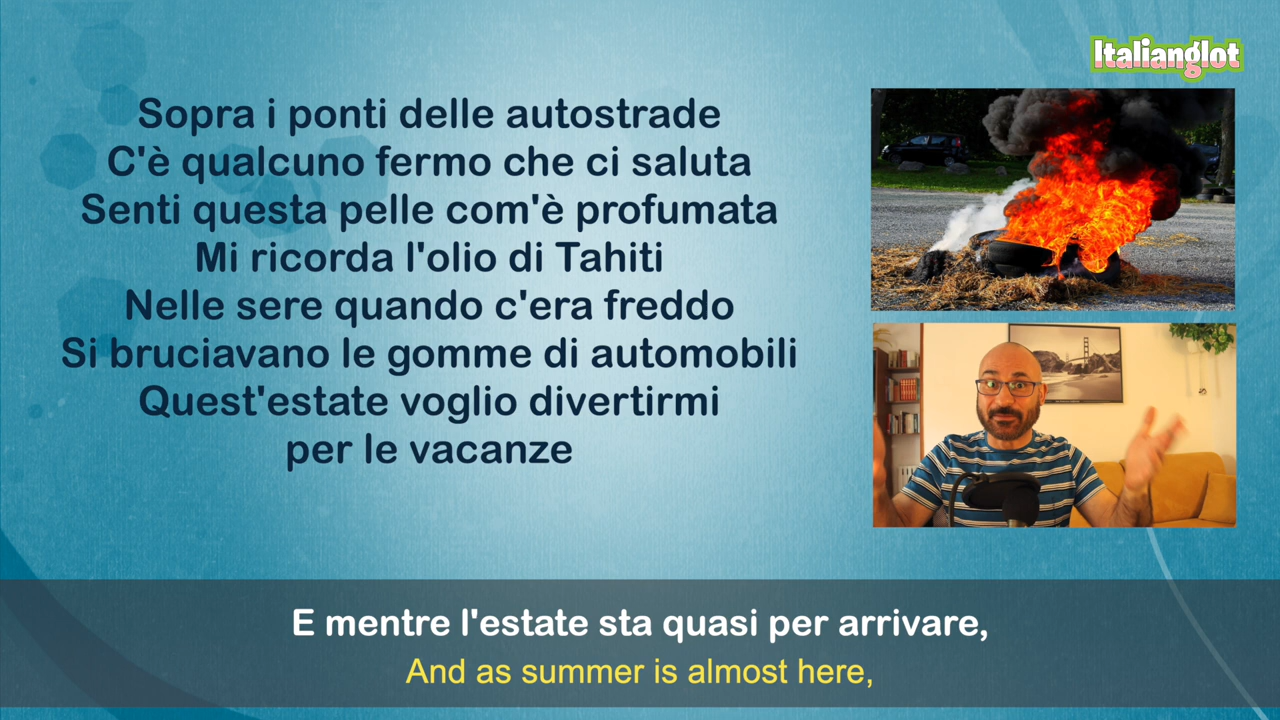 Italianglot
Sopra i ponti delle autostrade
C'è qualcuno fermo che ci saluta
Senti questa pelle com'è profumata
Mi ricorda l'olio di Tahiti
Nelle sere quando c'era freddo
Si bruciavano le gomme di automobili
Quest'estate voglio divertirmi
per le vacanze
E mentre l'estate sta quasi per arrivare,
And as summer is almost here,